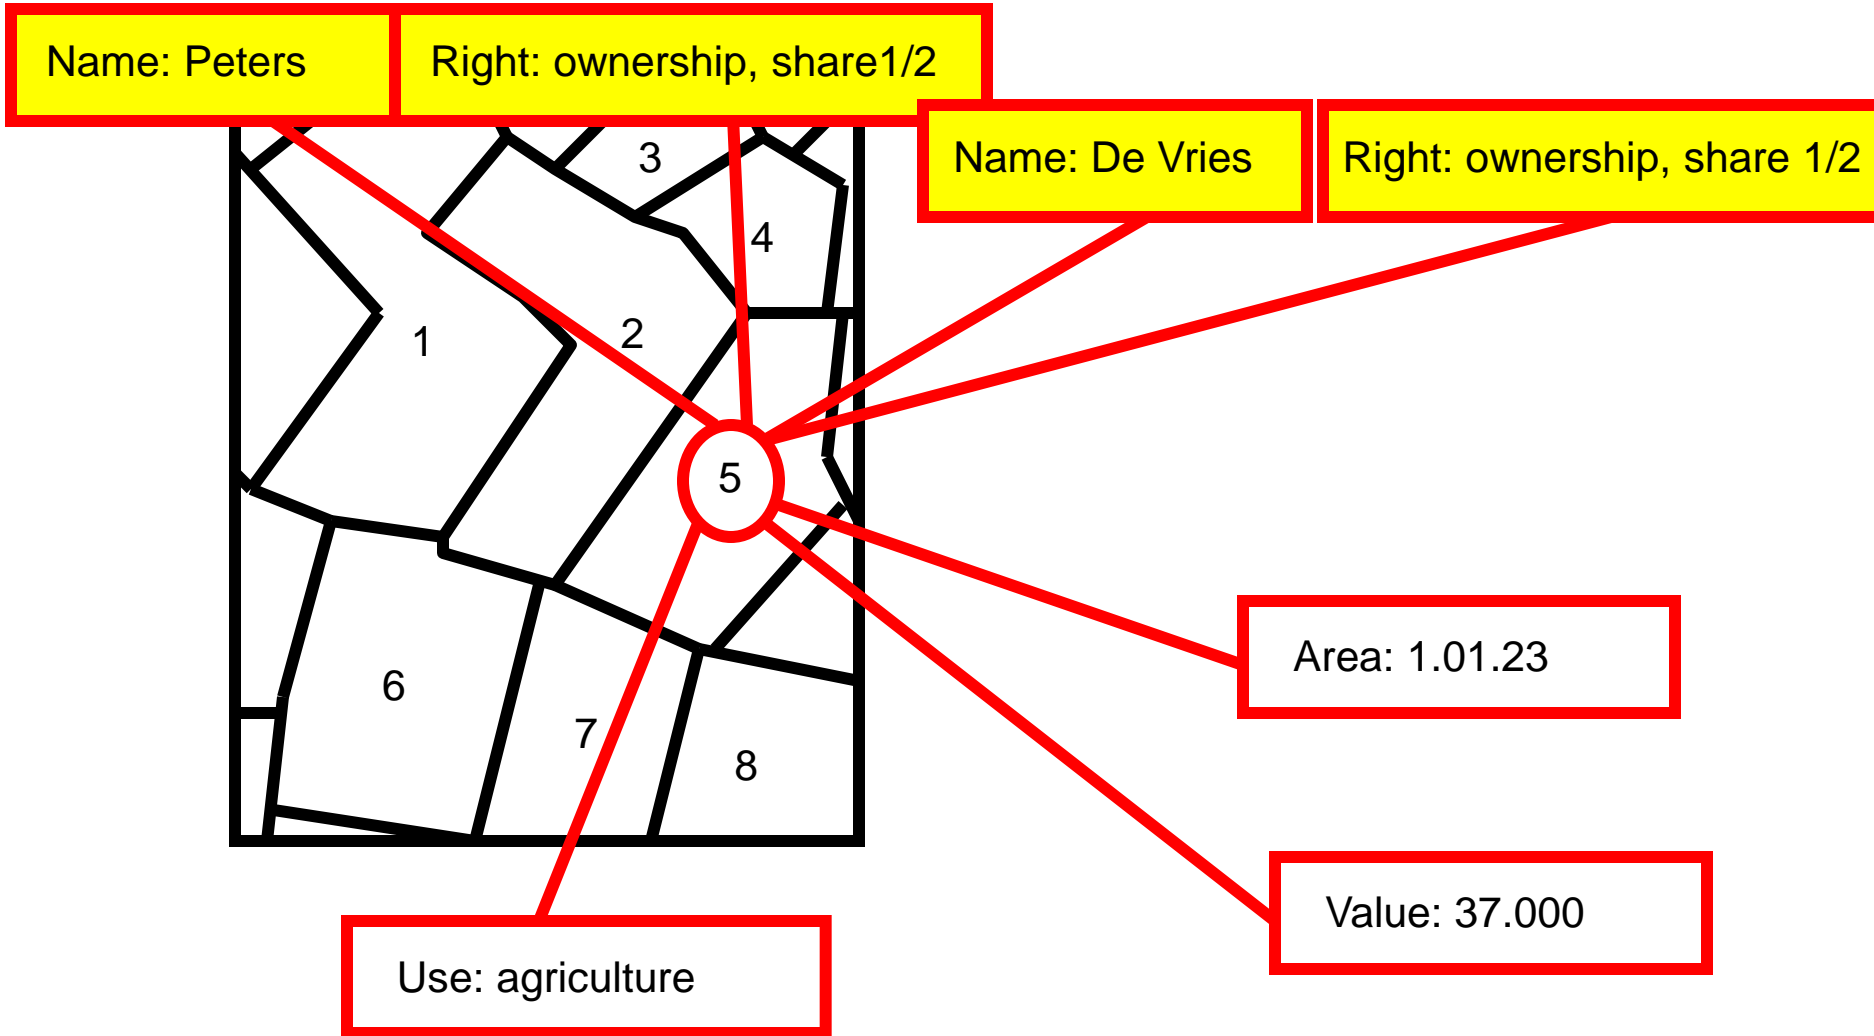 Name: Peters
Right: ownership, share1/2
Name: De Vries
Right: ownership, share 1/2
3
4
1
2
5
6
7
8
Area: 1.01.23
Value: 37.000
Use: agriculture